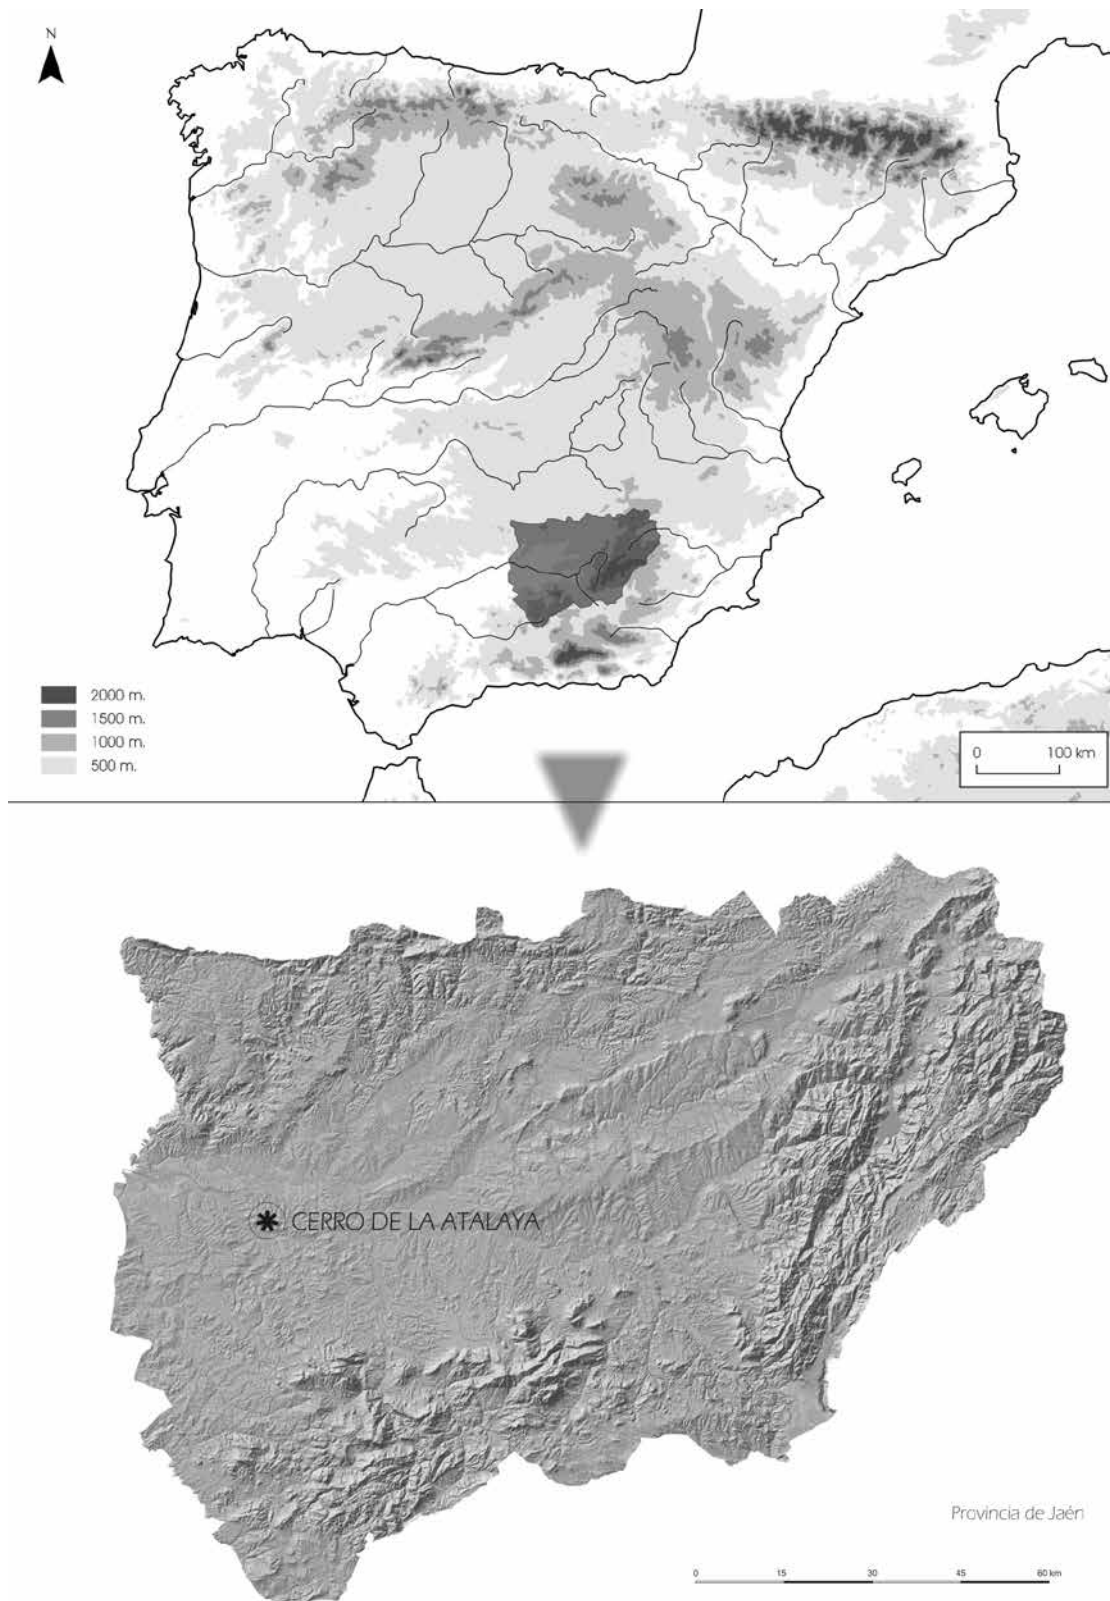 N
2000 m.
1500 m.
1000 m.
500 m.
0 100 km
CERRO DE LA ATALAYA
Provincia de Jaén
0 15 30 45 60 km